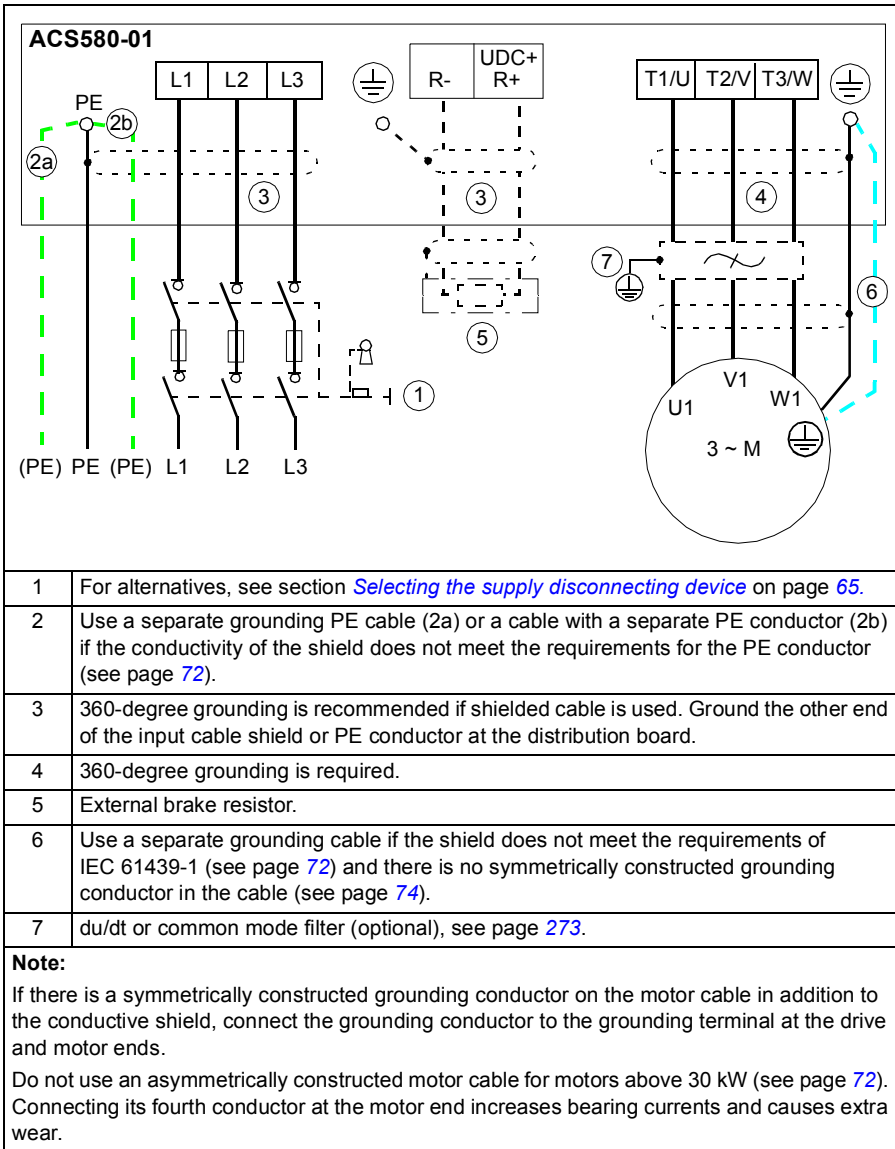 ACS580-01
L1 L2 L3
R- UDC+ R+
T1/U T2/V T3/W
PE
2a
2b
3
3
4
7
6
5
1
U1
V1
W1
3 ~ M
(PE) PE (PE) L1 L2 L3
1 For alternatives, see section Selecting the supply disconnecting device on page 65.
2 Use a separate grounding PE cable (2a) or a cable with a separate PE conductor (2b)
if the conductivity of the shield does not meet the requirements for the PE conductor
(see page 72).
3 360-degree grounding is recommended if shielded cable is used. Ground the other end
of the input cable shield or PE conductor at the distribution board.
4 360-degree grounding is required.
5 External brake resistor.
6 Use a separate grounding cable if the shield does not meet the requirements of
IEC 61439-1 (see page 72) and there is no symmetrically constructed grounding
conductor in the cable (see page 74).
7 du/dt or common mode filter (optional), see page 273.
Note:
If there is a symmetrically constructed grounding conductor on the motor cable in addition to
the conductive shield, connect the grounding conductor to the grounding terminal at the drive
and motor ends.
Do not use an asymmetrically constructed motor cable for motors above 30 kW (see page 72).
Connecting its fourth conductor at the motor end increases bearing currents and causes extra
wear.